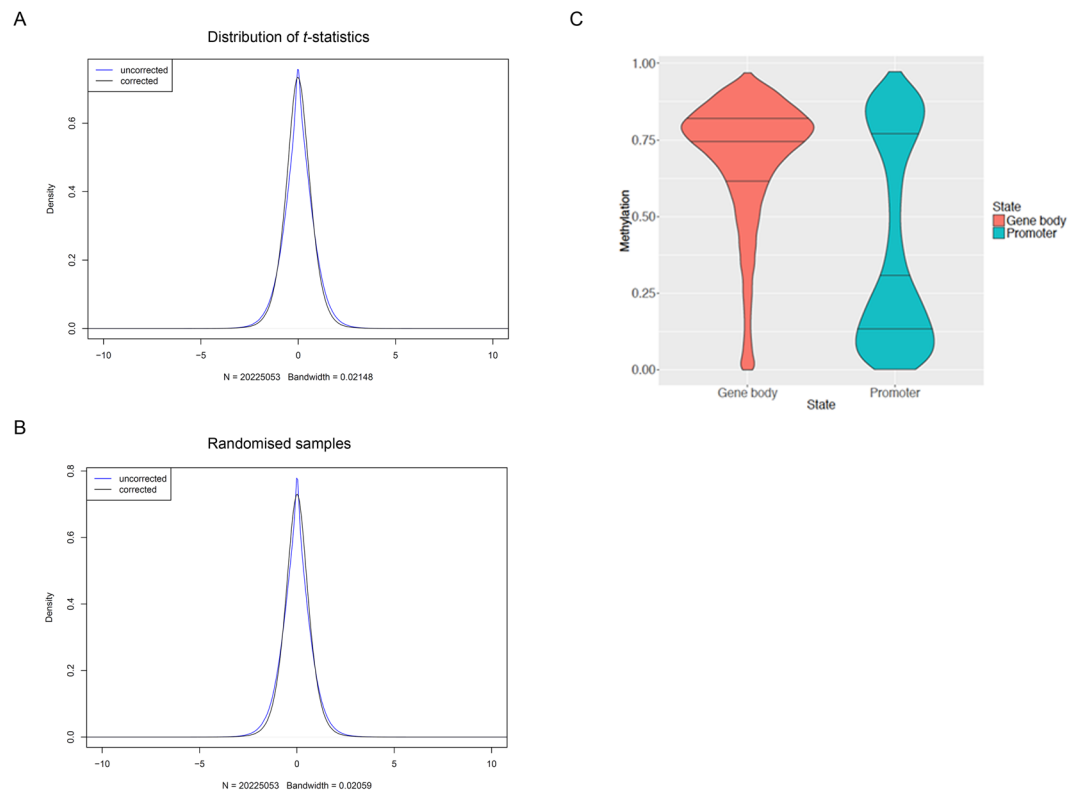 A
Distribution of t-statistics
uncorrected
corrected
Density
0.0
0.2
0.4
0.6
−10
−5
0
5
10
N = 20225053 Bandwidth = 0.02148
B
Randomised samples
uncorrected
corrected
Density
0.0
0.2
0.4
0.6
0.8
−10
−5
0
5
10
N = 20225053 Bandwidth = 0.02059
C
Methylation
1.00
0.75
0.50
0.25
0.00
Gene body
Promoter
State
State
Gene body
Promoter